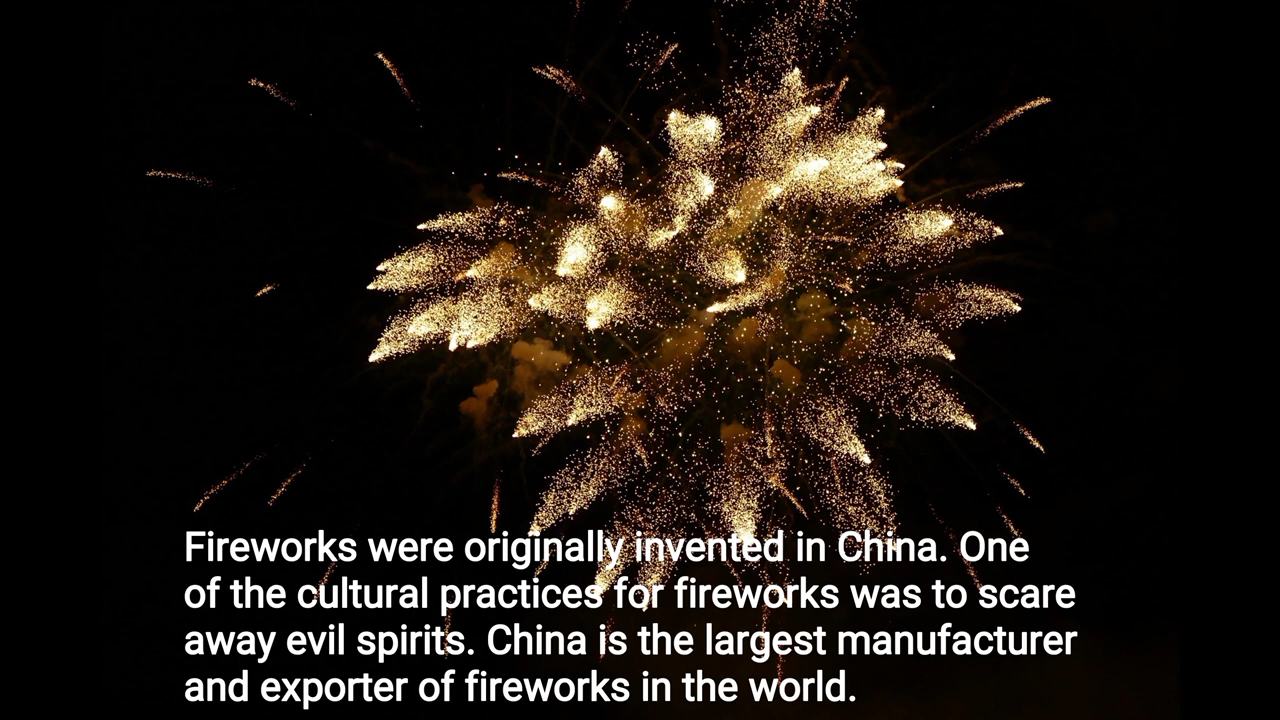 Fireworks were originally invented in China. One
of the cultural practices for fireworks was to scare
away evil spirits. China is the largest manufacturer
and exporter of fireworks in the world.